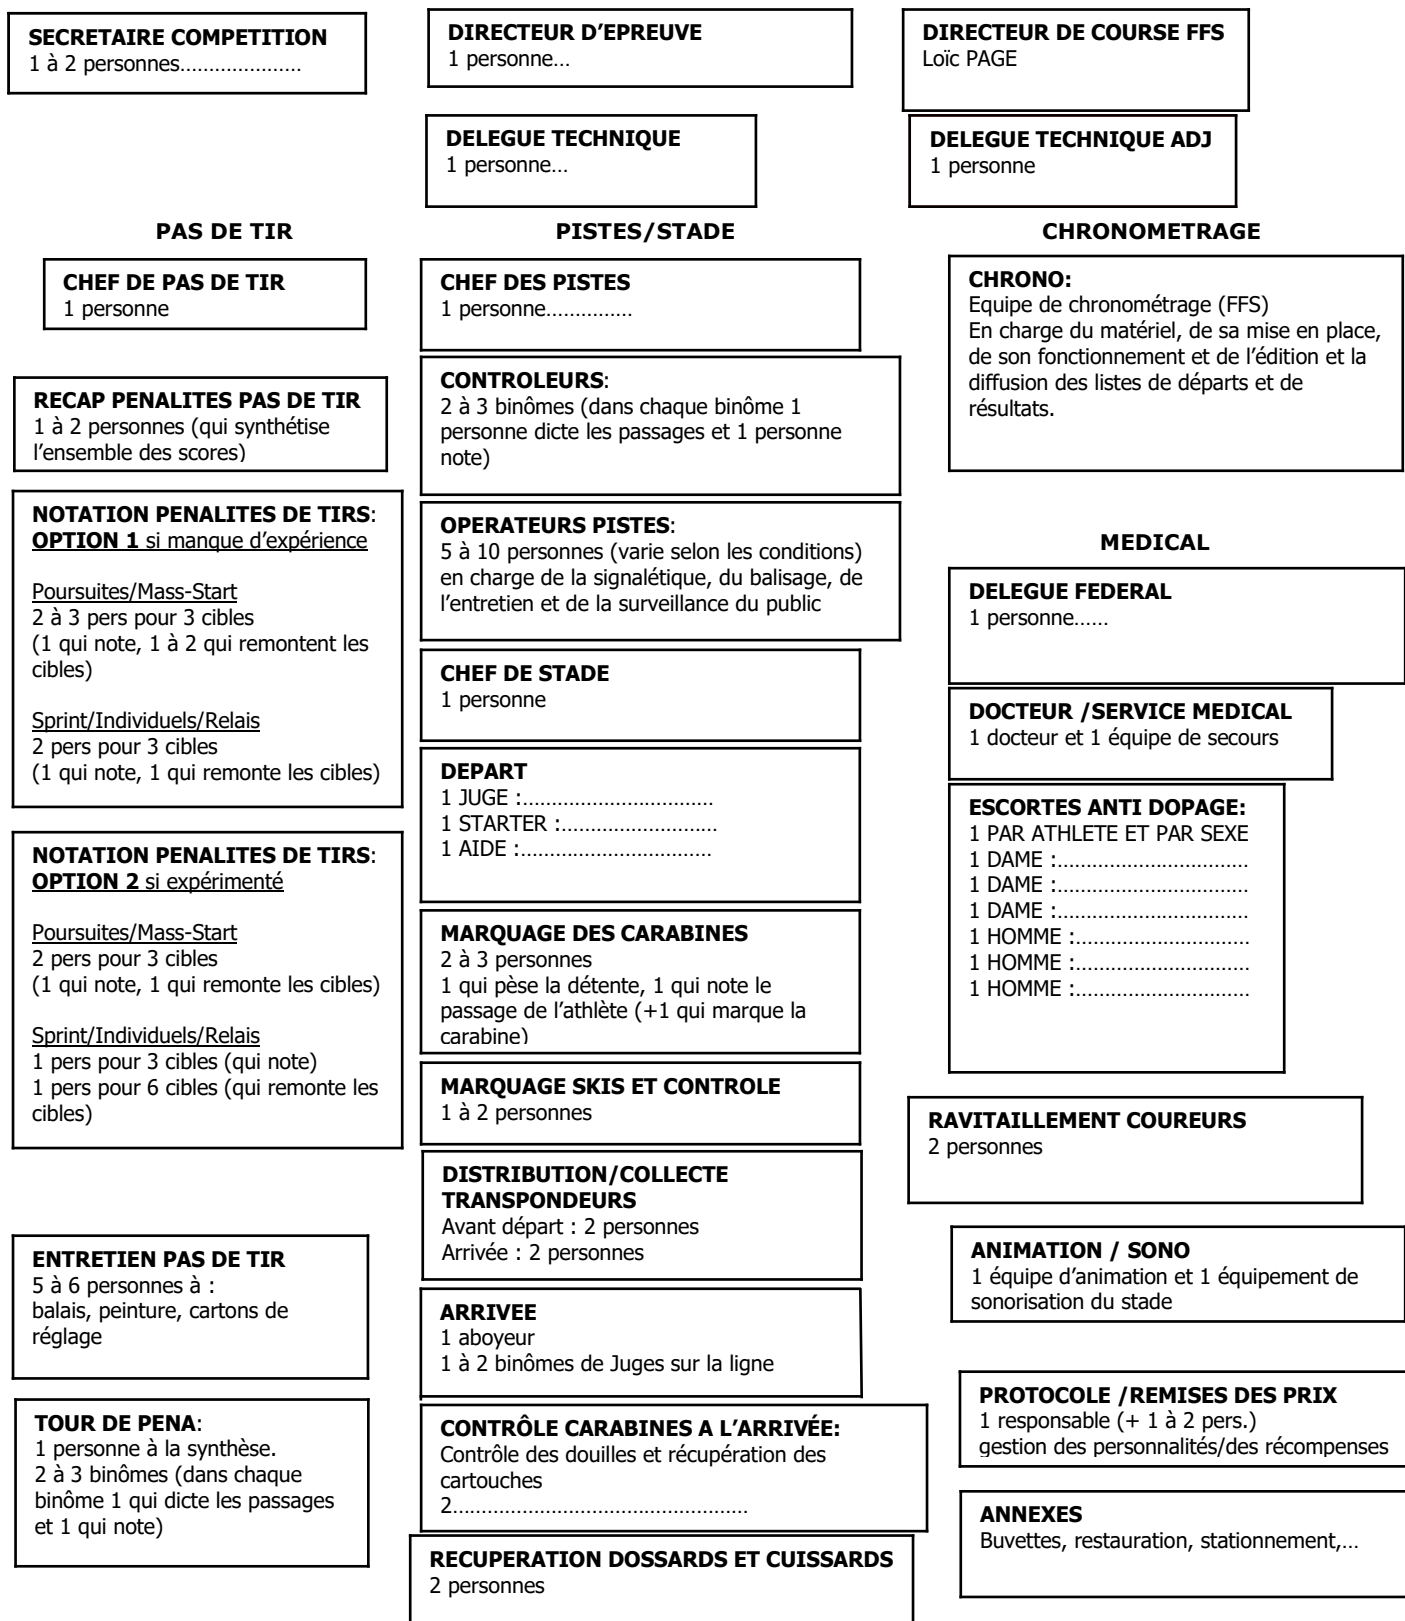 SECRETAIRE COMPETITION
1 à 2 personnes…………………
DIRECTEUR D'EPREUVE
1 personne…
DIRECTEUR DE COURSE FFS
Loïc PAGE
DELEGUE TECHNIQUE
1 personne…
DELEGUE TECHNIQUE ADJ
1 personne
PAS DE TIR
CHEF DE PAS DE TIR
1 personne
RECAP PENALITES PAS DE TIR
1 à 2 personnes (qui synthétise
l'ensemble des scores)
NOTATION PENALITES DE TIRS:
OPTION 1 si manque d'expérience
Poursuites/Mass-Start
2 à 3 pers pour 3 cibles
(1 qui note, 1 à 2 qui remontent les
cibles)
Sprint/Individuels/Relais
2 pers pour 3 cibles
(1 qui note, 1 qui remonte les cibles)
NOTATION PENALITES DE TIRS:
OPTION 2 si expérimenté
Poursuites/Mass-Start
2 pers pour 3 cibles
(1 qui note, 1 qui remonte les cibles)
Sprint/Individuels/Relais
1 pers pour 3 cibles (qui note)
1 pers pour 6 cibles (qui remonte les
cibles)
ENTRETIEN PAS DE TIR
5 à 6 personnes à :
balais, peinture, cartons de
réglage
TOUR DE PENA:
1 personne à la synthèse.
2 à 3 binômes (dans chaque
binôme 1 qui dicte les passages
et 1 qui note)
PISTES/STADE
CHEF DES PISTES
1 personne……………
CONTROLEURS:
2 à 3 binômes (dans chaque binôme 1
personne dicte les passages et 1 personne
note)
OPERATEURS PISTES:
5 à 10 personnes (varie selon les conditions)
en charge de la signalétique, du balisage, de
l'entretien et de la surveillance du public
CHEF DE STADE
1 personne
DEPART
1 JUGE :……………………………
1 STARTER :………………………
1 AIDE :……………………………
MARQUAGE DES CARABINES
2 à 3 personnes
1 qui pèse la détente, 1 qui note le
passage de l'athlète (+1 qui marque la
carabine)
MARQUAGE SKIS ET CONTROLE
1 à 2 personnes
DISTRIBUTION/COLLECTE
TRANSPONDEURS
Avant départ : 2 personnes
Arrivée : 2 personnes
ARRIVEE
1 aboyeur
1 à 2 binômes de Juges sur la ligne
CONTRÔLE CARABINES A L'ARRIVÉE:
Contrôle des douilles et récupération des
cartouches
2……………………………………………
RECUPERATION DOSSARDS ET CUISSARDS
2 personnes
CHRONOMETRAGE
CHRONO:
Equipe de chronométrage (FFS)
En charge du matériel, de sa mise en place,
de son fonctionnement et de l'édition et la
diffusion des listes de départs et de
résultats.
MEDICAL
DELEGUE FEDERAL
1 personne……
DOCTEUR /SERVICE MEDICAL
1 docteur et 1 équipe de secours
ESCORTES ANTI DOPAGE:
1 PAR ATHLETE ET PAR SEXE
1 DAME :……………………………
1 DAME :……………………………
1 DAME :……………………………
1 HOMME :…………………………
1 HOMME :…………………………
1 HOMME :…………………………
RAVITAILLEMENT COUREURS
2 personnes
ANIMATION / SONO
1 équipe d'animation et 1 équipement de
sonorisation du stade
PROTOCOLE /REMISES DES PRIX
1 responsable (+ 1 à 2 pers.)
gestion des personnalités/des récompenses
ANNEXES
Buvettes, restauration, stationnement,…